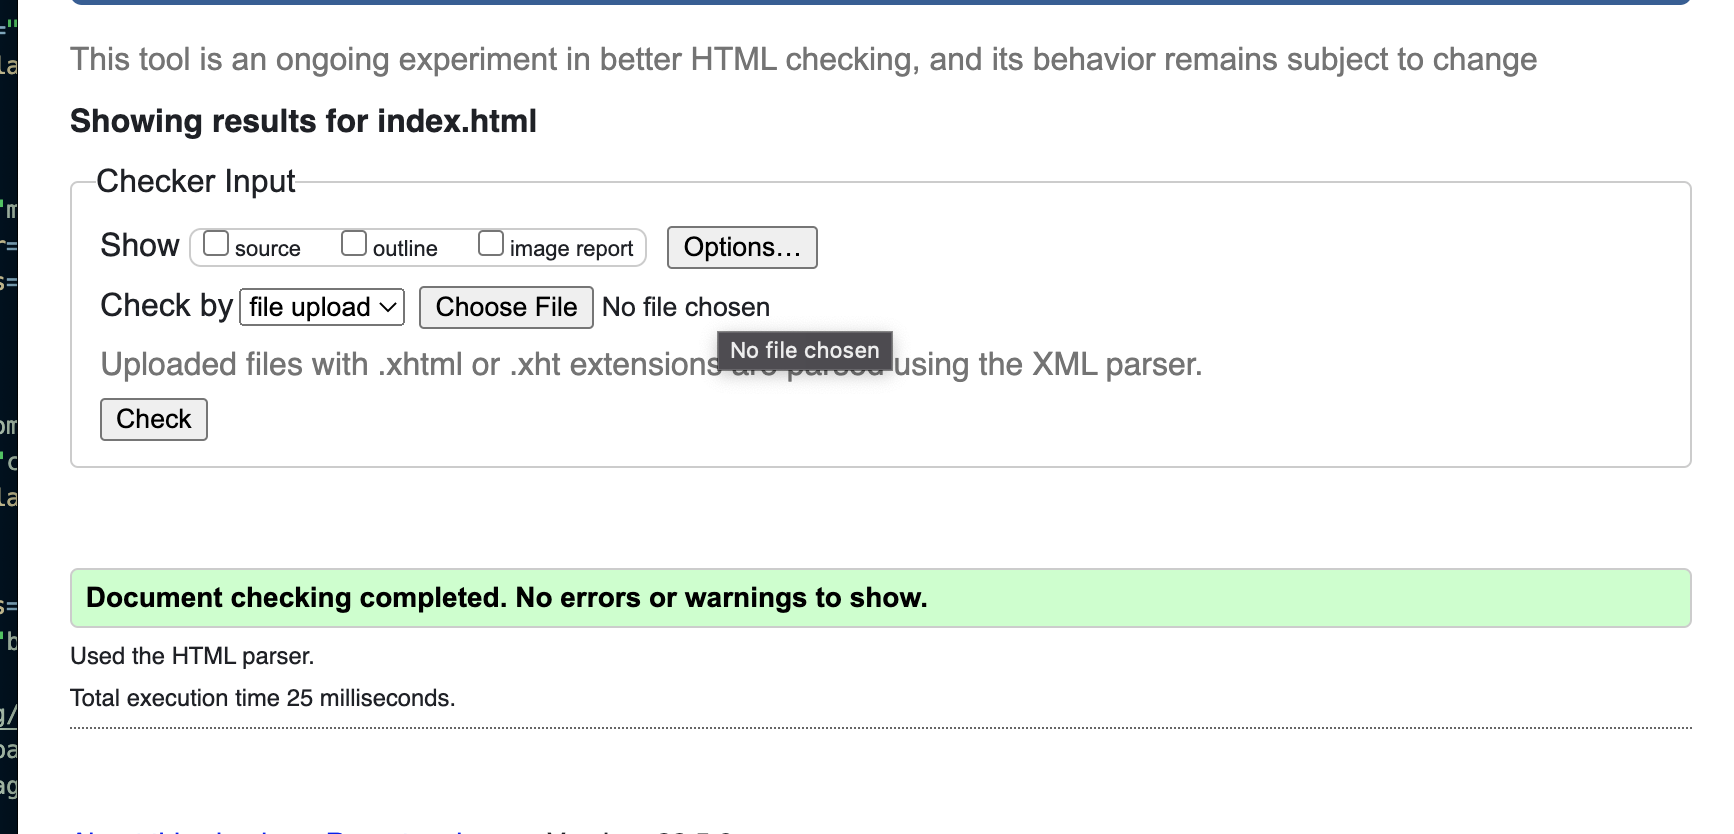 This tool is an ongoing experiment in better HTML checking, and its behavior remains subject to change
Showing results for index.html
Checker Input
Show source outline image report Options...
Check by file upload Choose File No file chosen
No file chosen
Uploaded files with .xhtml or .xht extensions are parsed using the XML parser.
Check
Document checking completed. No errors or warnings to show.
Used the HTML parser.
Total execution time 25 milliseconds.